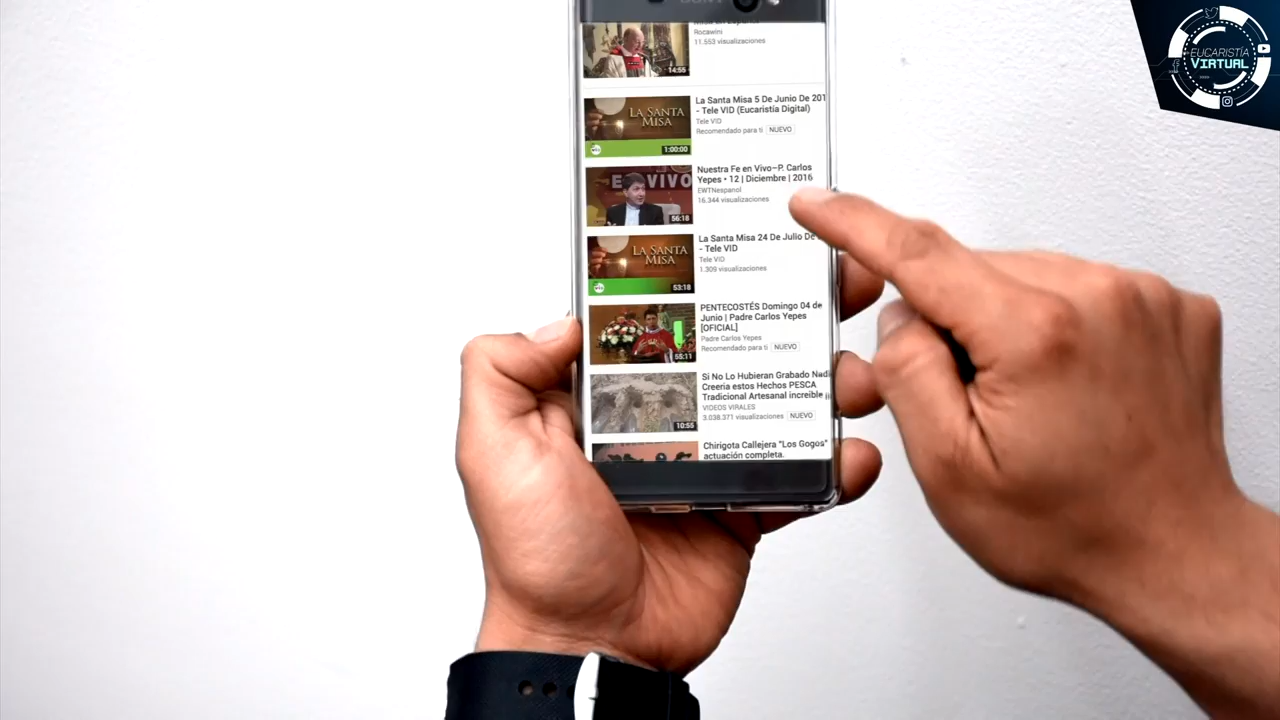 SONY
Rocawini
11.553 visualizaciones
14:55
La Santa Misa 5 De Junio De 201
- Tele VID (Eucaristía Digital)
Tele VID
Recomendado para ti NUEVO
LA SANTA
MISA
1:00:00
Nuestra Fe en Vivo–P. Carlos
Yepes • 12 | Diciembre | 2016
EWTNespanol
16.344 visualizaciones
EN VIVO
56:18
La Santa Misa 24 De Julio De
- Tele VID
Tele VID
1.309 visualizaciones
LA SANTA
MISA
53:18
PENTECOSTÉS Domingo 04 de
Junio | Padre Carlos Yepes
[OFICIAL]
Padre Carlos Yepes
Recomendado para ti NUEVO
55:11
Si No Lo Hubieran Grabado Nadi
Creeria estos Hechos PESCA
Tradicional Artesanal increible
VIDEOS VIRALES
3.038.371 visualizaciones NUEVO
10:55
Chirigota Callejera "Los Gogos"
actuación completa.
EUCARISTÍA
VIRTUAL